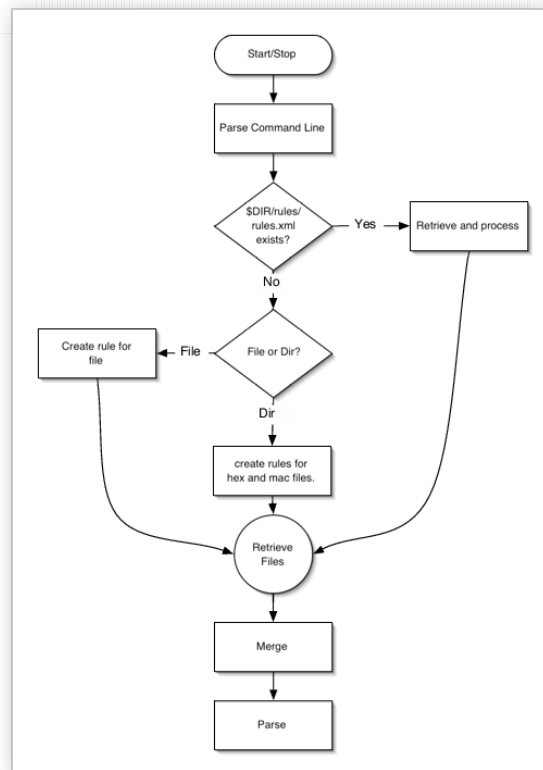 Start/Stop
Parse Command Line
$DIR/rules/
rules.xml
exists?
Yes
Retrieve and process
No
File or Dir?
File
Create rule for
file
Dir
create rules for
hex and mac files.
Retrieve
Files
Merge
Parse